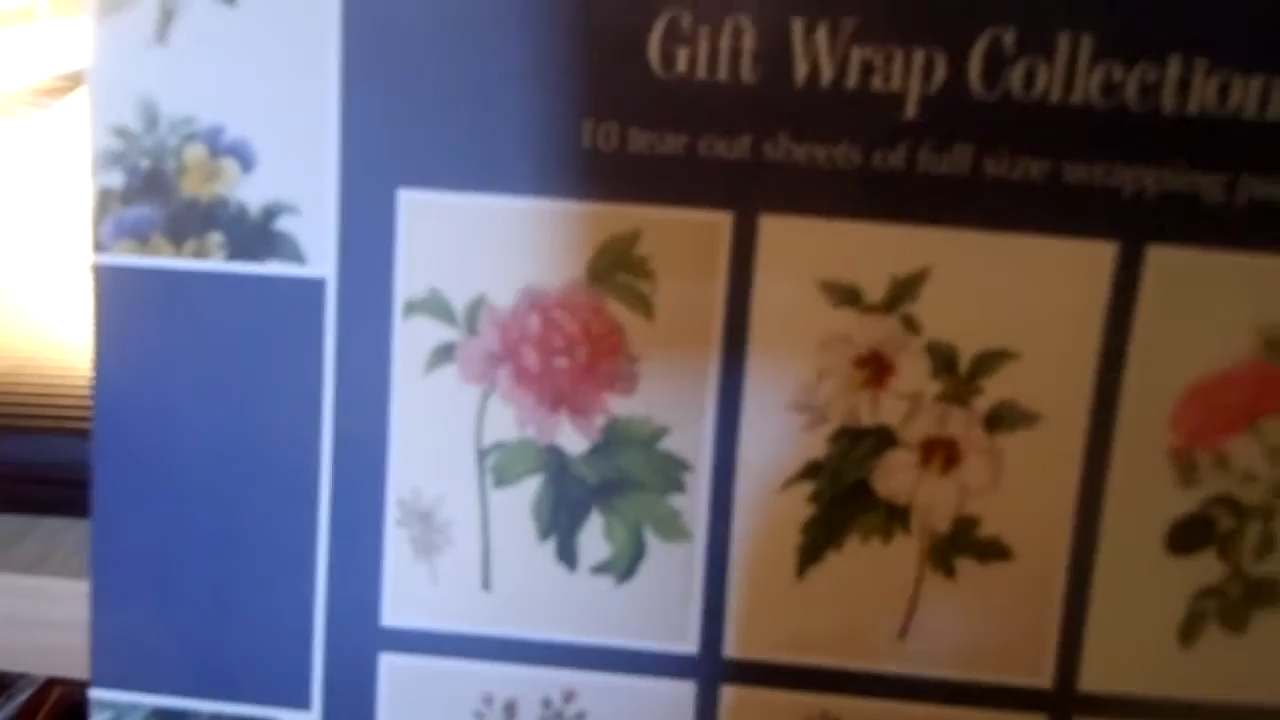 Gift Wrap Collection
10 tear out sheets of full size wrapping